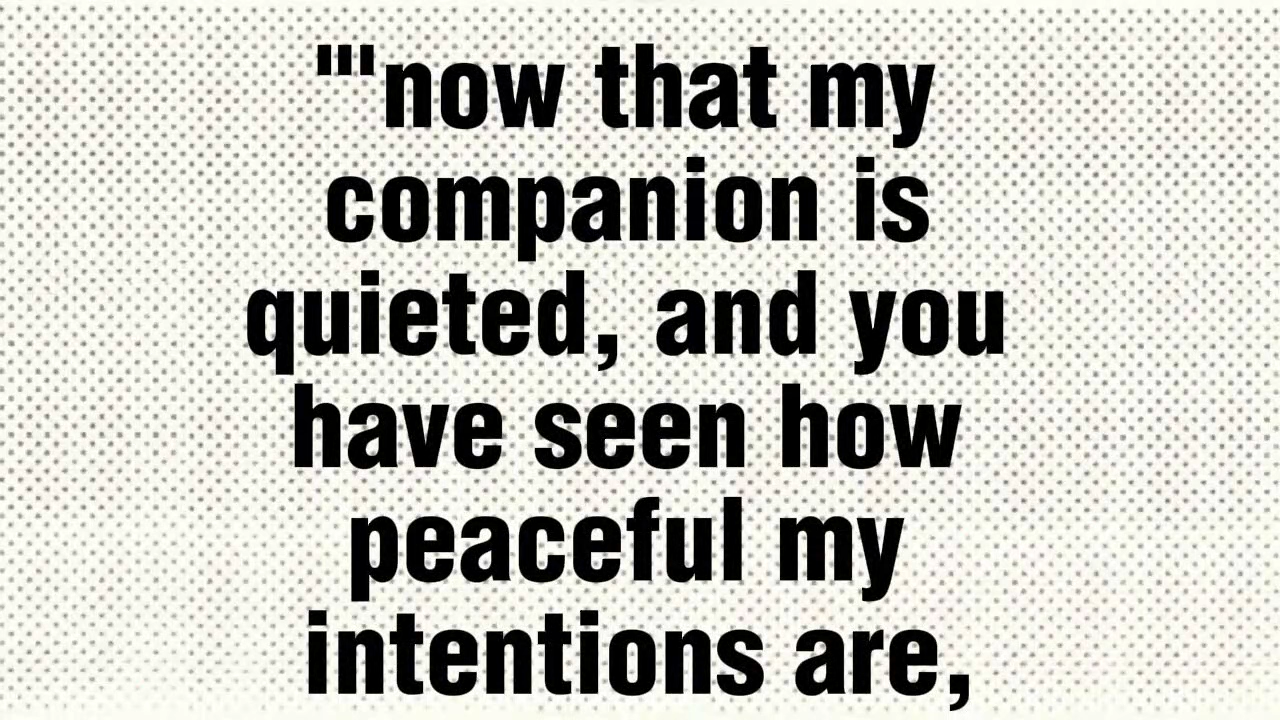 "'now that my
companion is
quieted, and you
have seen how
peaceful my
intentions are,